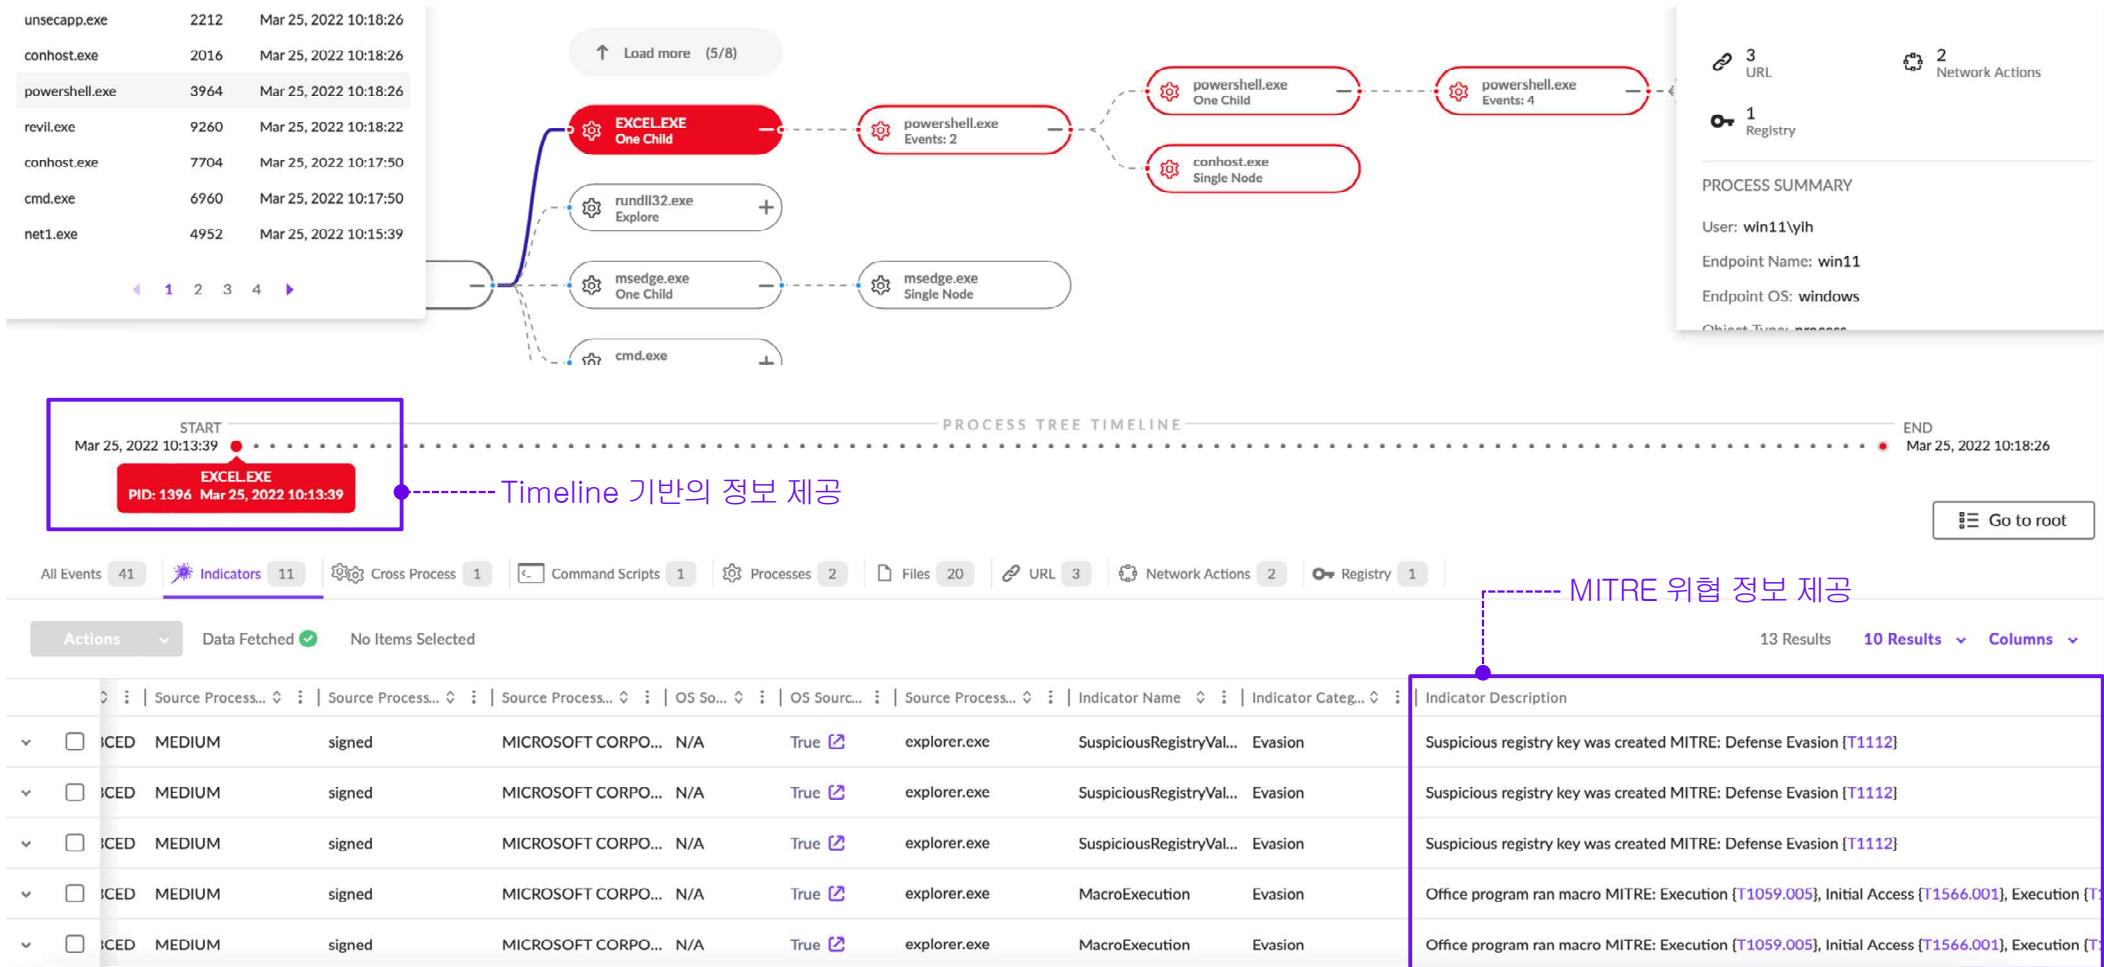 unsecapp.exe 2212 Mar 25, 2022 10:18:26
conhost.exe 2016 Mar 25, 2022 10:18:26
powershell.exe 3964 Mar 25, 2022 10:18:26
revil.exe 9260 Mar 25, 2022 10:18:22
conhost.exe 7704 Mar 25, 2022 10:17:50
cmd.exe 6960 Mar 25, 2022 10:17:50
net1.exe 4952 Mar 25, 2022 10:15:39
1 2 3 4
Load more (5/8)
EXCEL.EXE
One Child
powershell.exe
Events: 2
powershell.exe
One Child
powershell.exe
Events: 4
conhost.exe
Single Node
rundll32.exe
Explore
msedge.exe
One Child
msedge.exe
Single Node
cmd.exe
3
URL
2
Network Actions
1
Registry
PROCESS SUMMARY
User: win11\yih
Endpoint Name: win11
Endpoint OS: windows
Object Type: process
START
Mar 25, 2022 10:13:39
PROCESS TREE TIMELINE
END
Mar 25, 2022 10:18:26
EXCEL.EXE
PID: 1396 Mar 25, 2022 10:13:39
Timeline 기반의 정보 제공
Go to root
All Events 41 Indicators 11 Cross Process 1 Command Scripts 1 Processes 2 Files 20 URL 3 Network Actions 2 Registry 1
MITRE 위협 정보 제공
Actions Data Fetched No Items Selected 13 Results 10 Results Columns
Source Process... Source Process... Source Process... OS So... OS Sourc... Source Process... Indicator Name Indicator Categ... Indicator Description
3CED MEDIUM signed MICROSOFT CORPO... N/A True explorer.exe SuspiciousRegistryVal... Evasion Suspicious registry key was created MITRE: Defense Evasion {T1112}
3CED MEDIUM signed MICROSOFT CORPO... N/A True explorer.exe SuspiciousRegistryVal... Evasion Suspicious registry key was created MITRE: Defense Evasion {T1112}
3CED MEDIUM signed MICROSOFT CORPO... N/A True explorer.exe SuspiciousRegistryVal... Evasion Suspicious registry key was created MITRE: Defense Evasion {T1112}
3CED MEDIUM signed MICROSOFT CORPO... N/A True explorer.exe MacroExecution Evasion Office program ran macro MITRE: Execution {T1059.005}, Initial Access {T1566.001}, Execution {T
3CED MEDIUM signed MICROSOFT CORPO... N/A True explorer.exe MacroExecution Evasion Office program ran macro MITRE: Execution {T1059.005}, Initial Access {T1566.001}, Execution {T